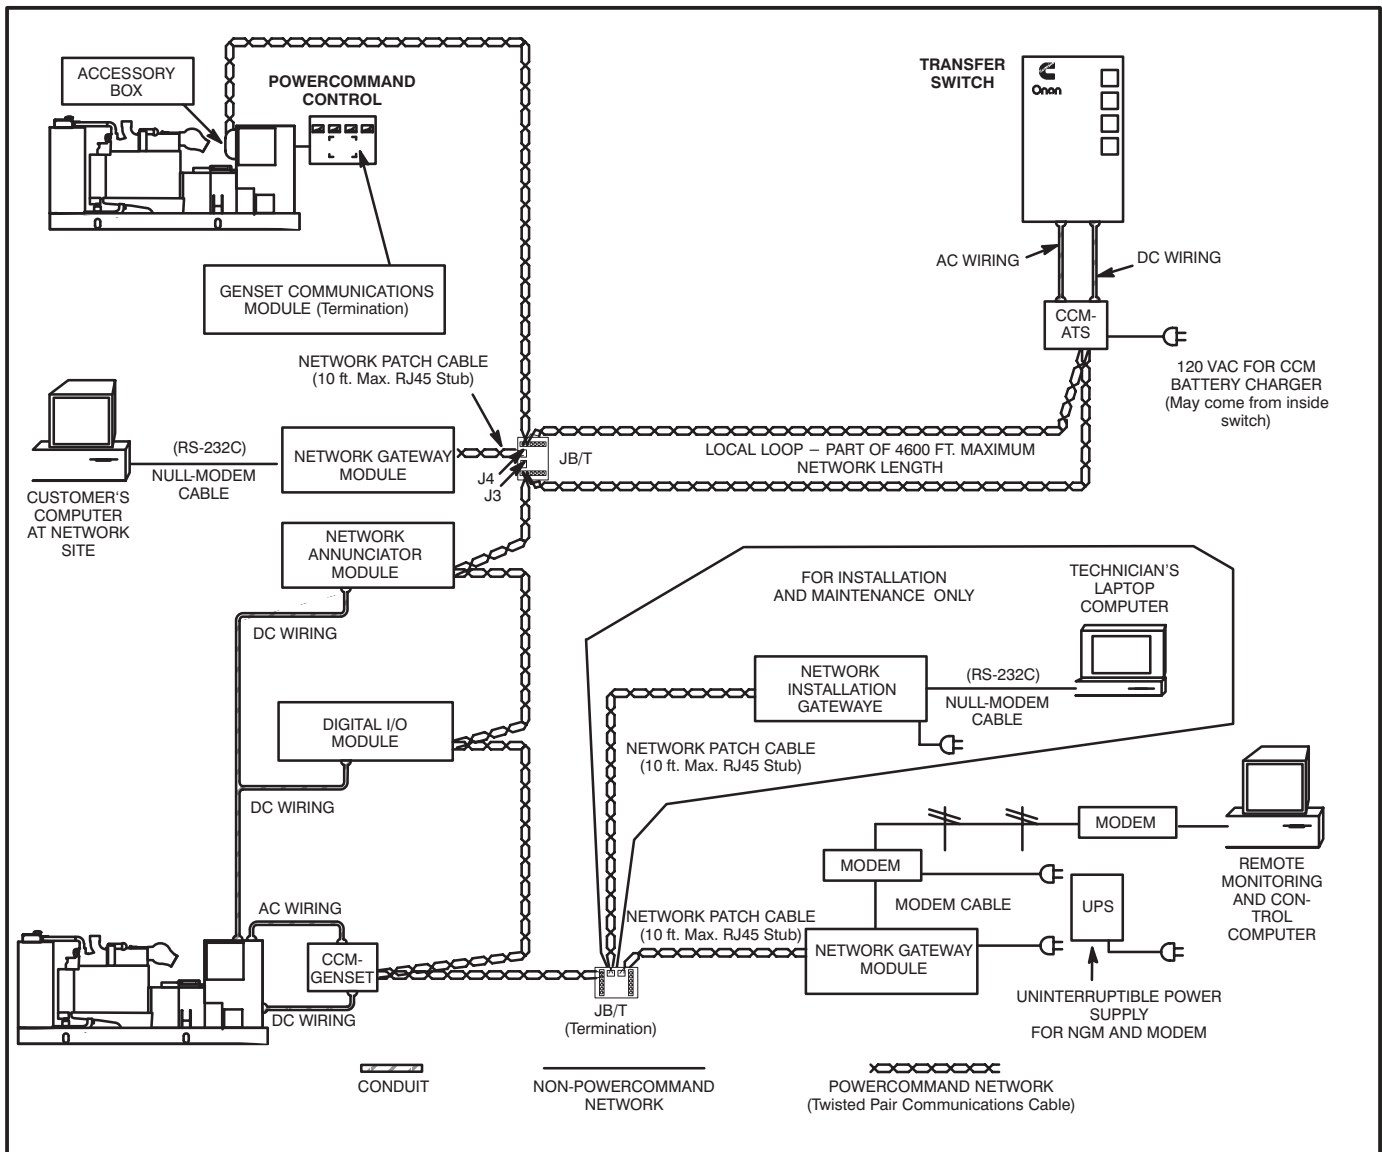 ACCESSORY
BOX
POWERCOMMAND
CONTROL
TRANSFER
SWITCH
Onan
AC WIRING
DC WIRING
GENSET COMMUNICATIONS
MODULE (Termination)
CCM-
ATS
120 VAC FOR CCM
BATTERY CHARGER
(May come from inside
switch)
NETWORK PATCH CABLE
(10 ft. Max. RJ45 Stub)
(RS-232C)
NULL-MODEM
CABLE
NETWORK GATEWAY
MODULE
J4
J3
JB/T
LOCAL LOOP – PART OF 4600 FT. MAXIMUM
NETWORK LENGTH
CUSTOMER‘S
COMPUTER
AT NETWORK
SITE
NETWORK
ANNUNCIATOR
MODULE
DC WIRING
FOR INSTALLATION
AND MAINTENANCE ONLY
TECHNICIAN’S
LAPTOP
COMPUTER
NETWORK
INSTALLATION
GATEWAYE
(RS-232C)
NULL-MODEM
CABLE
DIGITAL I/O
MODULE
DC WIRING
NETWORK PATCH CABLE
(10 ft. Max. RJ45 Stub)
MODEM
MODEM
REMOTE
MONITORING
AND CON-
TROL
COMPUTER
MODEM CABLE
UPS
AC WIRING
CCM-
GENSET
DC WIRING
NETWORK PATCH CABLE
(10 ft. Max. RJ45 Stub)
NETWORK GATEWAY
MODULE
UNINTERRUPTIBLE POWER
SUPPLY
FOR NGM AND MODEM
JB/T
(Termination)
CONDUIT
NON-POWERCOMMAND
NETWORK
POWERCOMMAND NETWORK
(Twisted Pair Communications Cable)